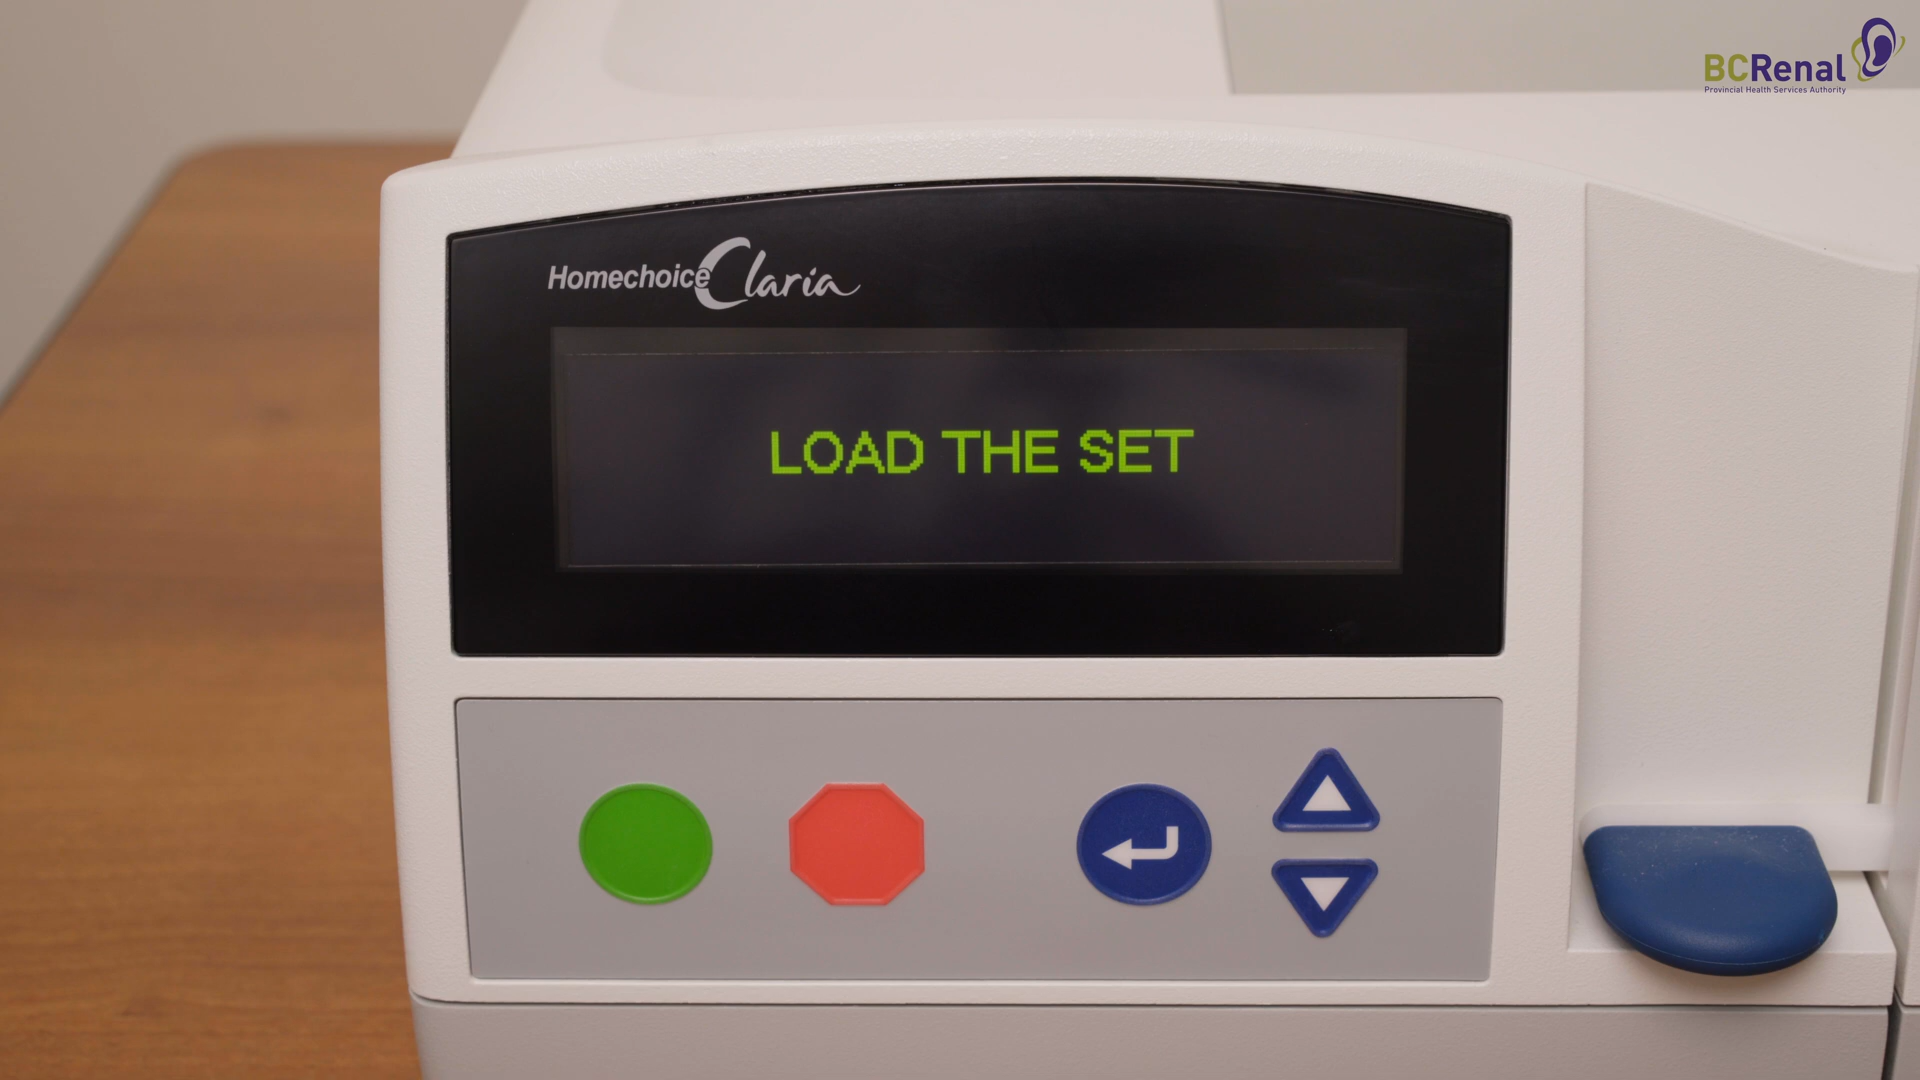 BCRenal
Provincial Health Services Authority
Homechoice Claria
LOAD THE SET